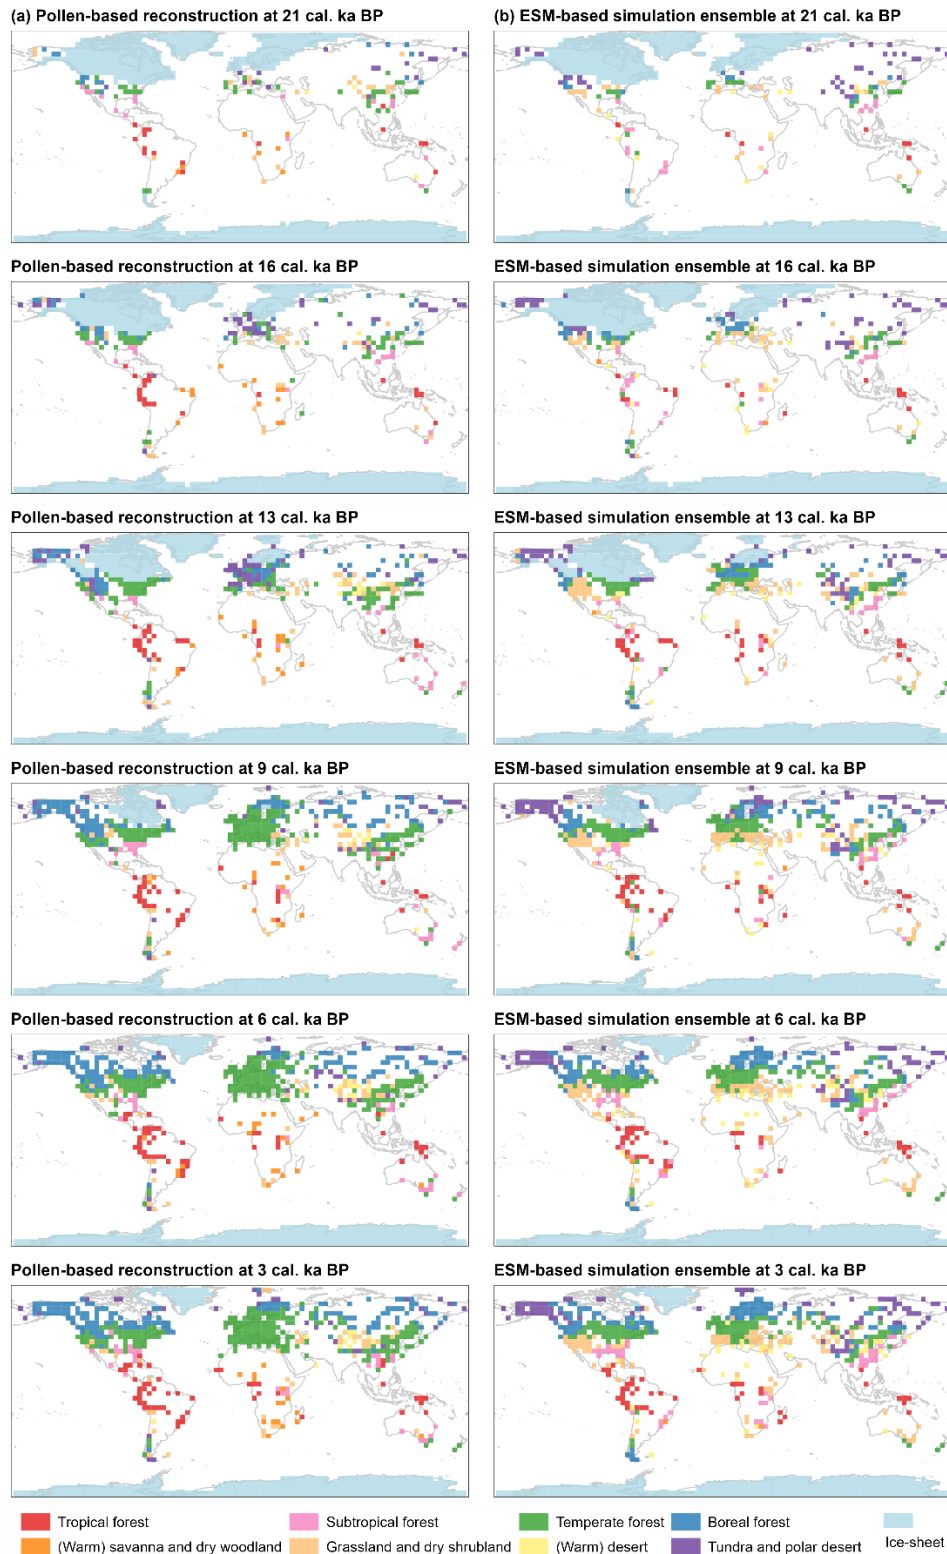 (a) Pollen-based reconstruction at 21 cal. ka BP
(b) ESM-based simulation ensemble at 21 cal. ka BP
Pollen-based reconstruction at 16 cal. ka BP
ESM-based simulation ensemble at 16 cal. ka BP
Pollen-based reconstruction at 13 cal. ka BP
ESM-based simulation ensemble at 13 cal. ka BP
Pollen-based reconstruction at 9 cal. ka BP
ESM-based simulation ensemble at 9 cal. ka BP
Pollen-based reconstruction at 6 cal. ka BP
ESM-based simulation ensemble at 6 cal. ka BP
Pollen-based reconstruction at 3 cal. ka BP
ESM-based simulation ensemble at 3 cal. ka BP
Tropical forest
Subtropical forest
Temperate forest
Boreal forest
(Warm) savanna and dry woodland
Grassland and dry shrubland
(Warm) desert
Tundra and polar desert
Ice-sheet